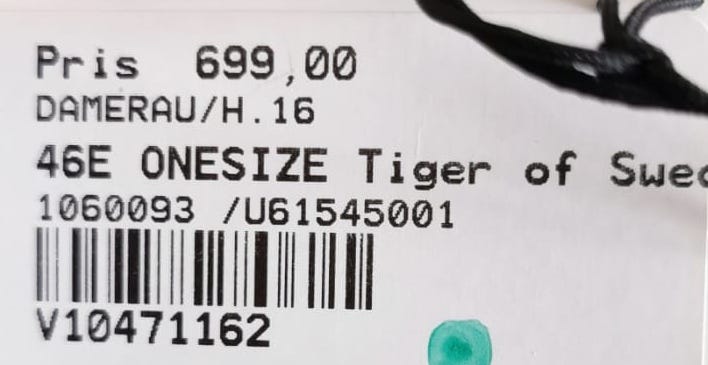 Pris 699,00
DAMERAU/H.16
46E ONESIZE Tiger of
1060093 /U61545001
V10471162